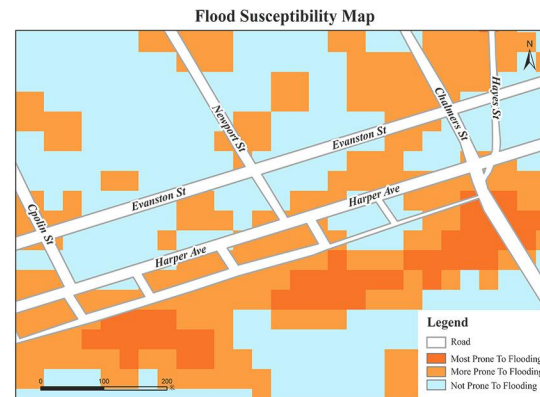 Flood Susceptibility Map
N
Hayes St
Chalmers St
Newport St
Evanston St
Evanston St
Harper Ave
Cpolin St
Harper Ave
Legend
Road
Most Prone To Flooding
More Prone To Flooding
Not Prone To Flooding
0 100 200